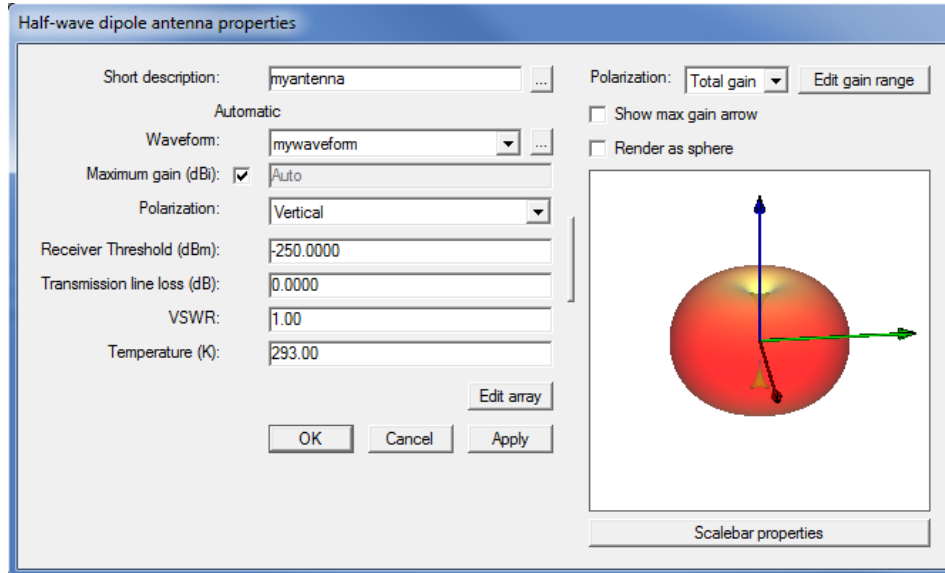 Half-wave dipole antenna properties
Short description: myantenna ...
Automatic
Waveform: mywaveform ...
Maximum gain (dBi): Auto
Polarization: Vertical
Receiver Threshold (dBm): -250.0000
Transmission line loss (dB): 0.0000
VSWR: 1.00
Temperature (K): 293.00
Edit array
OK Cancel Apply
Polarization: Total gain Edit gain range
Show max gain arrow
Render as sphere
Scalebar properties